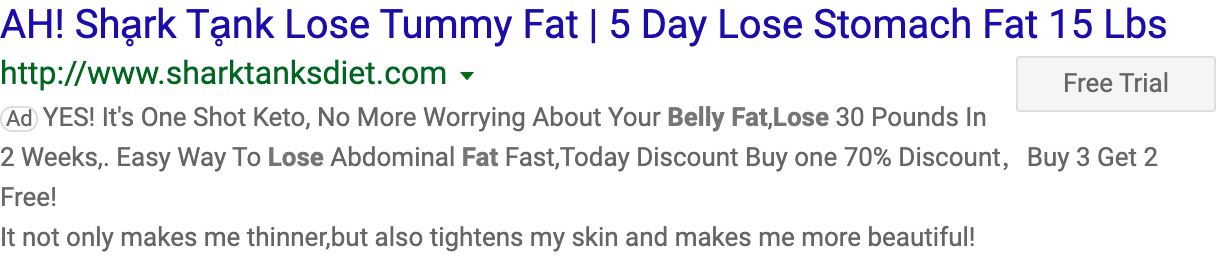 AH! Shḁrk Tḁnk Lose Tummy Fat | 5 Day Lose Stomach Fat 15 Lbs
http://www.sharktanksdiet.com
Free Trial
Ad YES! It's One Shot Keto, No More Worrying About Your Belly Fat,Lose 30 Pounds In
2 Weeks,. Easy Way To Lose Abdominal Fat Fast,Today Discount Buy one 70% Discount， Buy 3 Get 2
Free!
It not only makes me thinner,but also tightens my skin and makes me more beautiful!